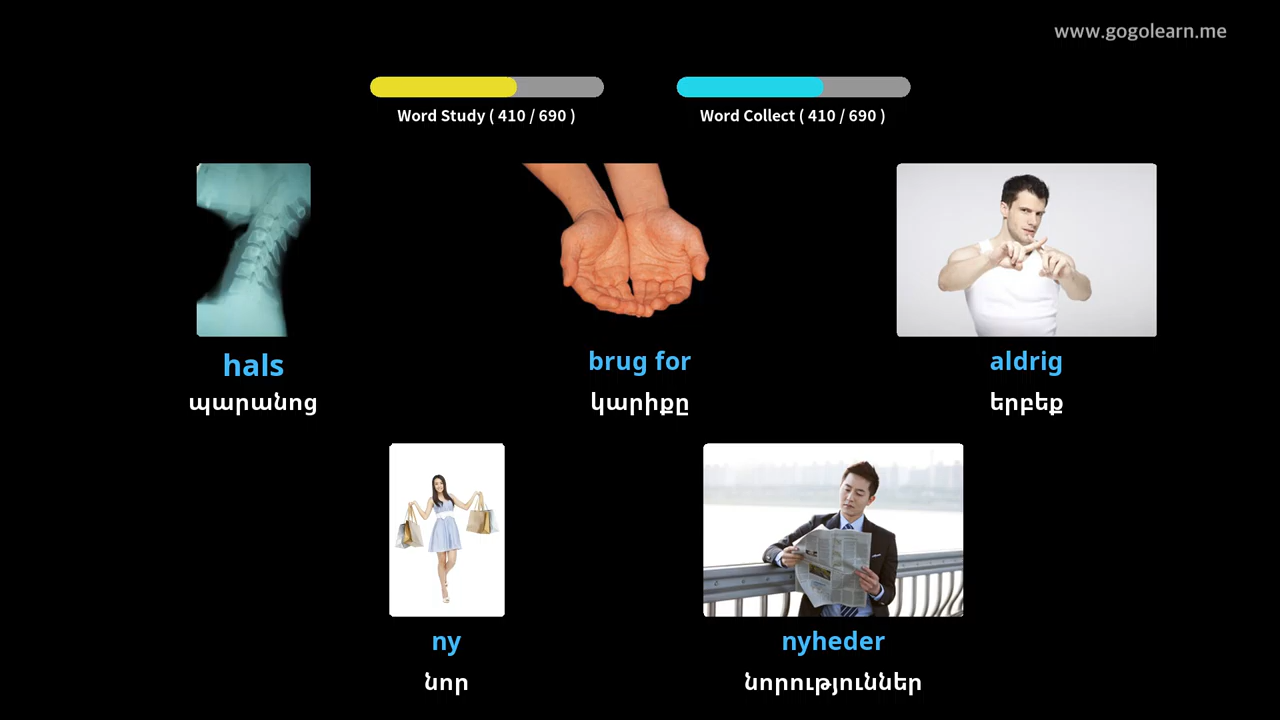 www.gogolearn.me
Word Study ( 410 / 690 )
Word Collect ( 410 / 690 )
hals
brug for
aldrig
պարանոց
կարիքը
երբեք
ny
nyheder
նոր
նորություններ